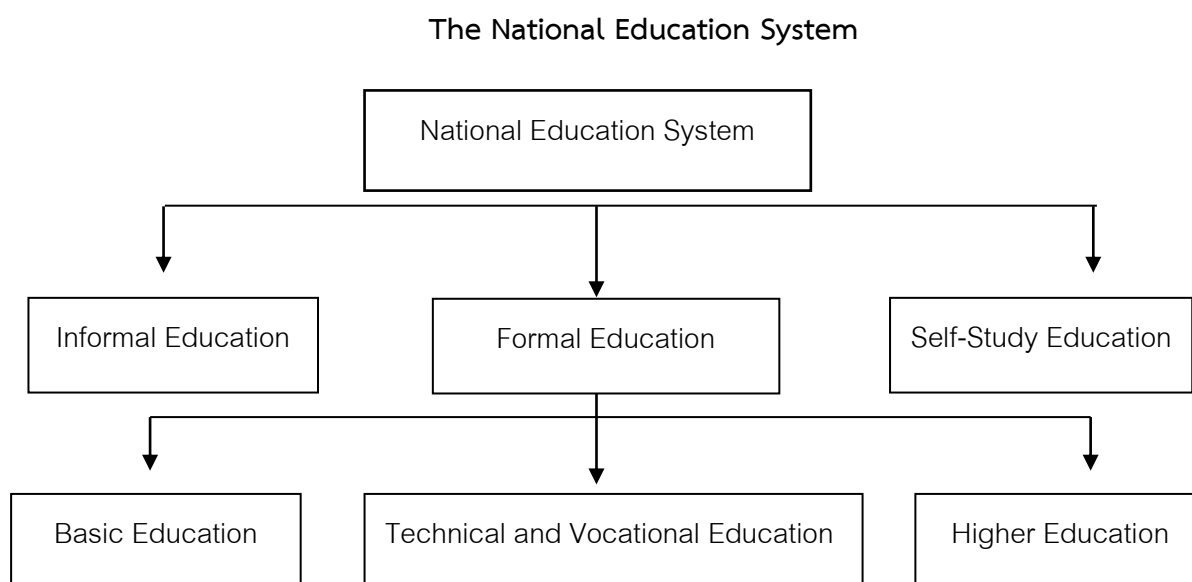 The National Education System
National Education System
Informal Education
Formal Education
Self-Study Education
Basic Education
Technical and Vocational Education
Higher Education